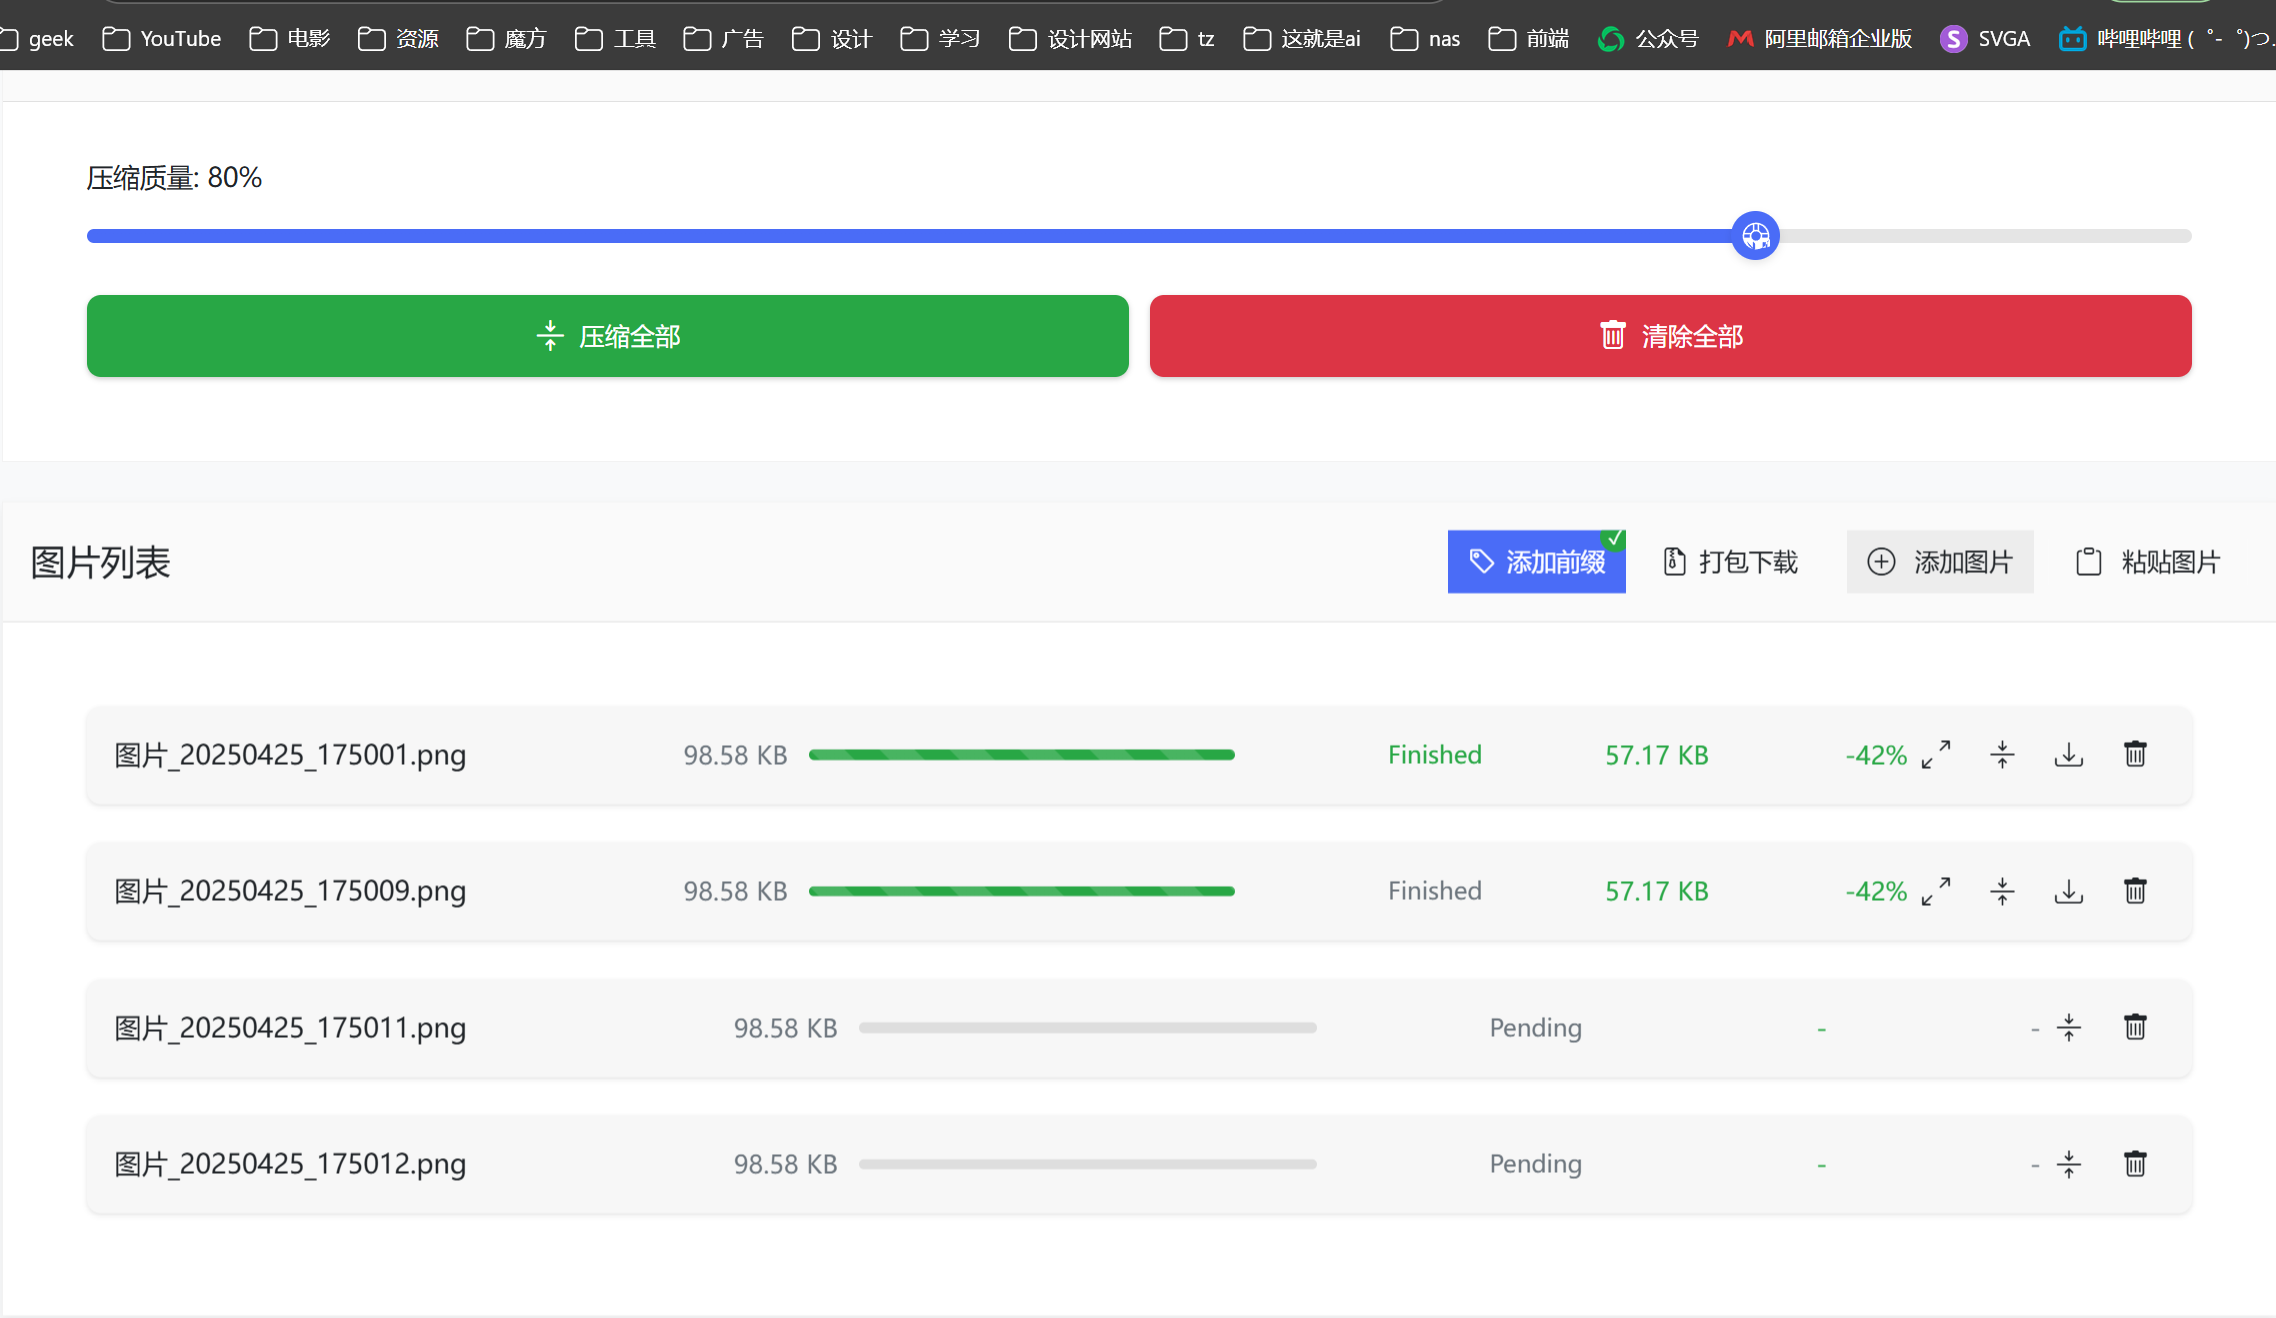 geek YouTube 电影 资源 魔方 工具 广告 设计 学习 设计网站 tz 这就是ai nas 前端 公众号 阿里邮箱企业版 S SVGA 哔哩哔哩 (゜-゜)つ.
压缩质量: 80%
压缩全部 清除全部
图片列表 添加前缀 打包下载 添加图片 粘贴图片
图片_20250425_175001.png 98.58 KB Finished 57.17 KB -42%
图片_20250425_175009.png 98.58 KB Finished 57.17 KB -42%
图片_20250425_175011.png 98.58 KB Pending - -
图片_20250425_175012.png 98.58 KB Pending - -